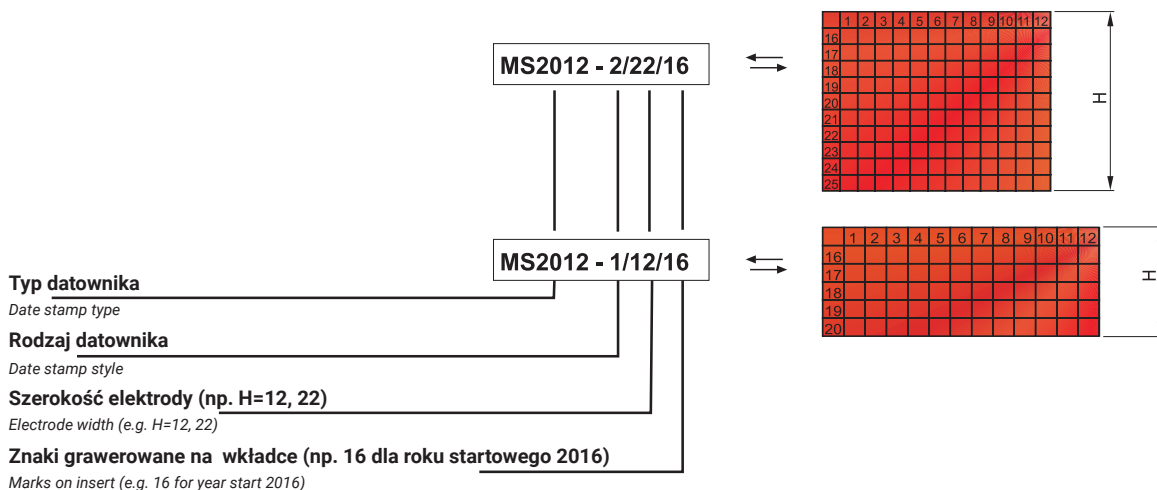 MS2012 - 2/22/16
1 2 3 4 5 6 7 8 9 10 11 12
16
17
18
19
20
21
22
23
24
25
H
MS2012 - 1/12/16
1 2 3 4 5 6 7 8 9 10 11 12
16
17
18
19
20
H
Typ datownika
Date stamp type
Rodzaj datownika
Date stamp style
Szerokość elektrody (np. H=12, 22)
Electrode width (e.g. H=12, 22)
Znaki grawerowane na wkładce (np. 16 dla roku startowego 2016)
Marks on insert (e.g. 16 for year start 2016)